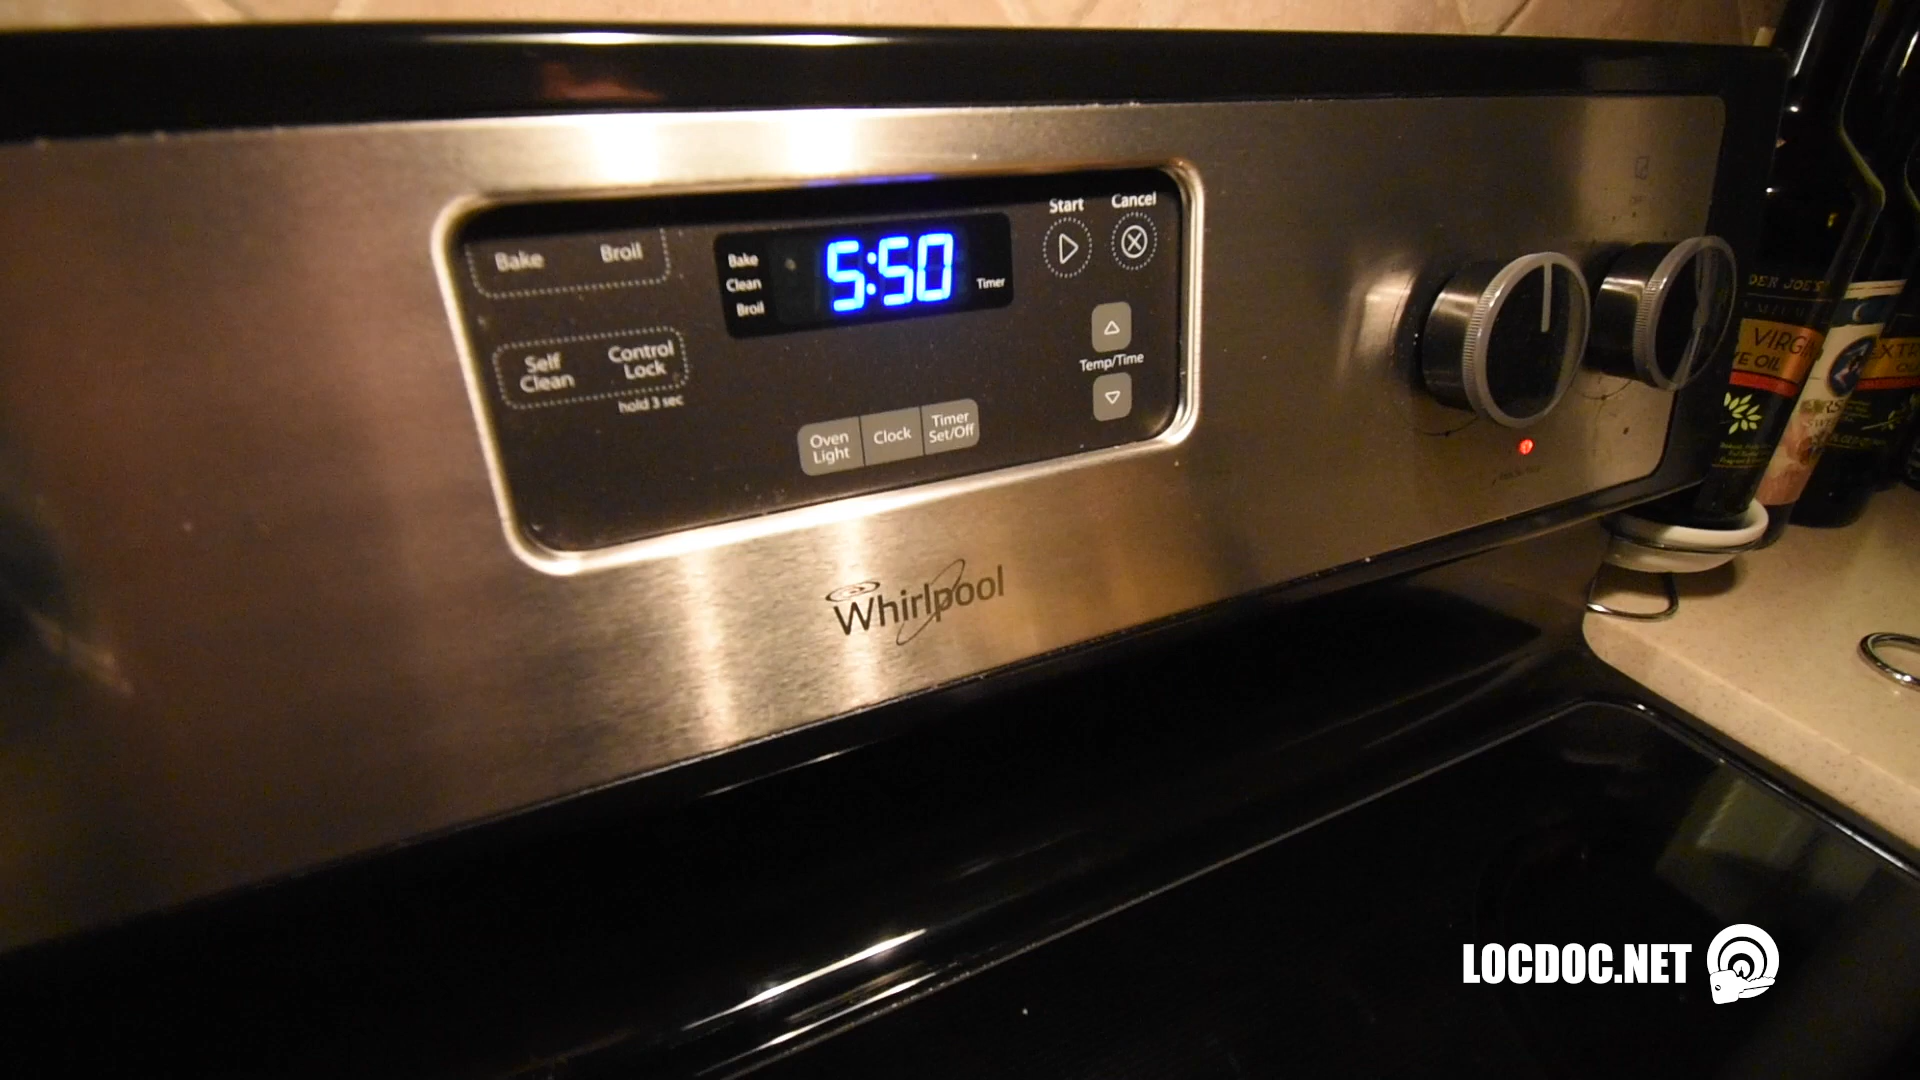 Start
Cancel
Bake
Broil
Bake
Clean
Broil
5:50
Timer
Self
Clean
Control
Lock
hold 3 sec
Temp/Time
Oven
Light
Clock
Timer
Set/Off
Whirlpool
VIRGIN
OIL
LOCDOC.NET